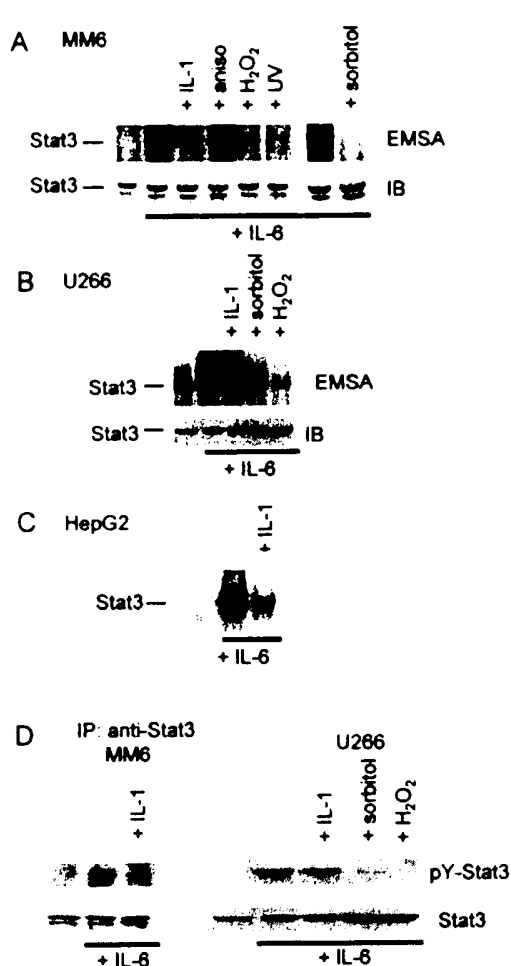 A MM6
+ IL-1
+ aniso
+ H₂O₂
+ UV
+ sorbitol
Stat3 — EMSA
Stat3 — IB
+ IL-6
B U266
+ IL-1
+ sorbitol
+ H₂O₂
Stat3 — EMSA
Stat3 — IB
+ IL-6
C HepG2
+ IL-1
Stat3—
+ IL-6
D IP: anti-Stat3
MM6
U266
+ IL-1
+ IL-1
+ sorbitol
+ H₂O₂
pY-Stat3
Stat3
+ IL-6 + IL-6